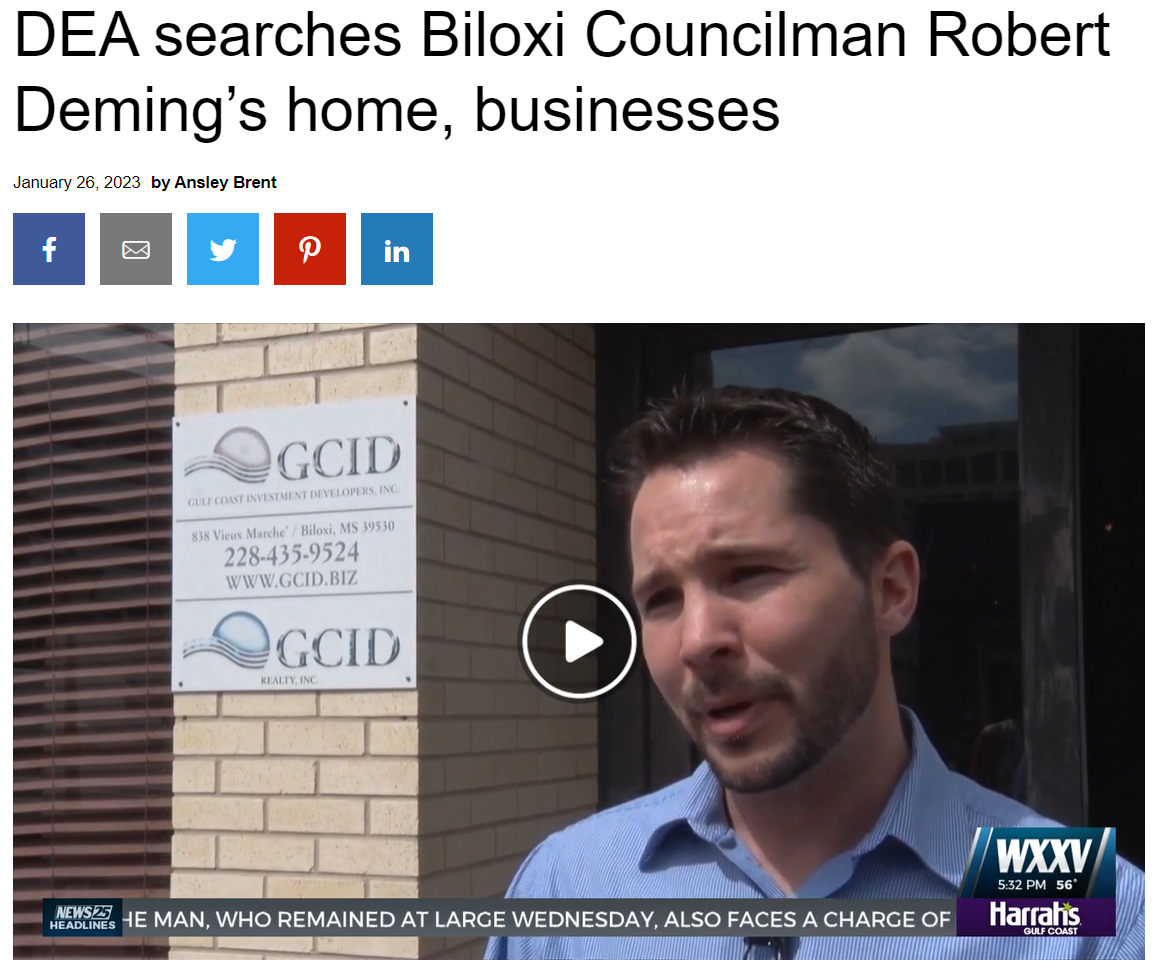 DEA searches Biloxi Councilman Robert
Deming’s home, businesses
January 26, 2023 by Ansley Brent
f
in
GCID
GULF COAST INVESTMENT DEVELOPERS, INC.
838 Vieux Marche' / Biloxi, MS 39530
228-435-9524
WWW.GCID.BIZ
GCID
REALTY, INC.
WXXV
5:32 PM 56°
NEWS 25
HEADLINES
HE MAN, WHO REMAINED AT LARGE WEDNESDAY, ALSO FACES A CHARGE OF
Harrah's
GULF COAST